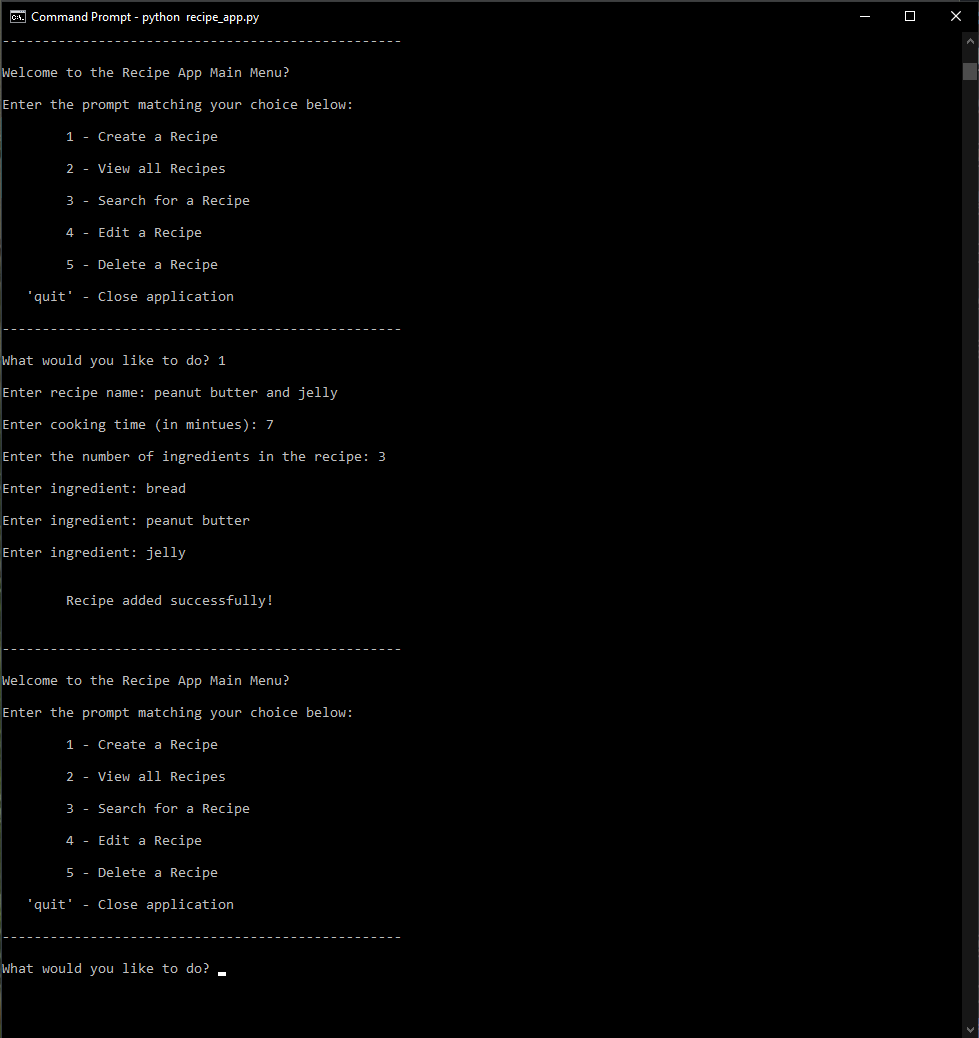 Command Prompt - python  recipe_app.py
--------------------------------------------------
Welcome to the Recipe App Main Menu?
Enter the prompt matching your choice below:
1 - Create a Recipe
2 - View all Recipes
3 - Search for a Recipe
4 - Edit a Recipe
5 - Delete a Recipe
'quit' - Close application
--------------------------------------------------
What would you like to do? 1
Enter recipe name: peanut butter and jelly
Enter cooking time (in mintues): 7
Enter the number of ingredients in the recipe: 3
Enter ingredient: bread
Enter ingredient: peanut butter
Enter ingredient: jelly
Recipe added successfully!
--------------------------------------------------
Welcome to the Recipe App Main Menu?
Enter the prompt matching your choice below:
1 - Create a Recipe
2 - View all Recipes
3 - Search for a Recipe
4 - Edit a Recipe
5 - Delete a Recipe
'quit' - Close application
--------------------------------------------------
What would you like to do?